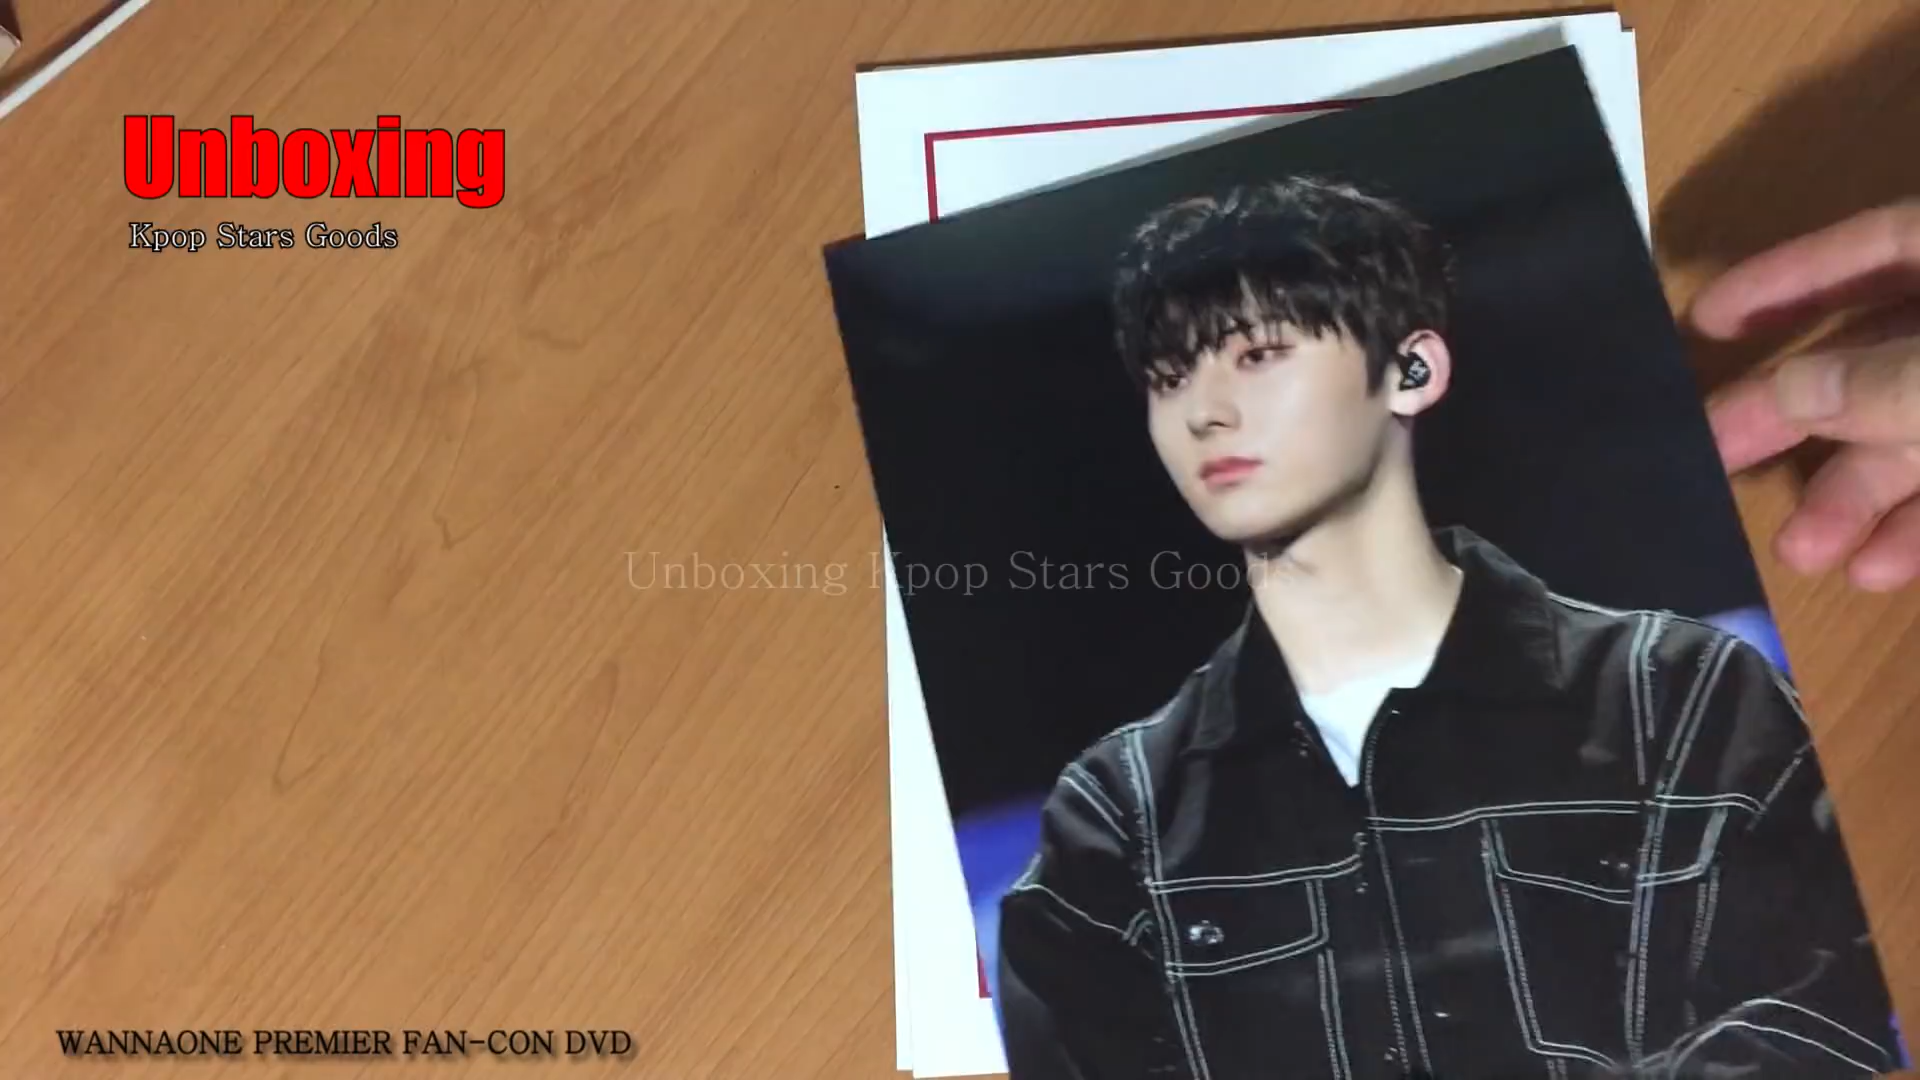 Unboxing
Kpop Stars Goods
Unboxing Kpop Stars Goods
WANNAONE PREMIER FAN-CON DVD